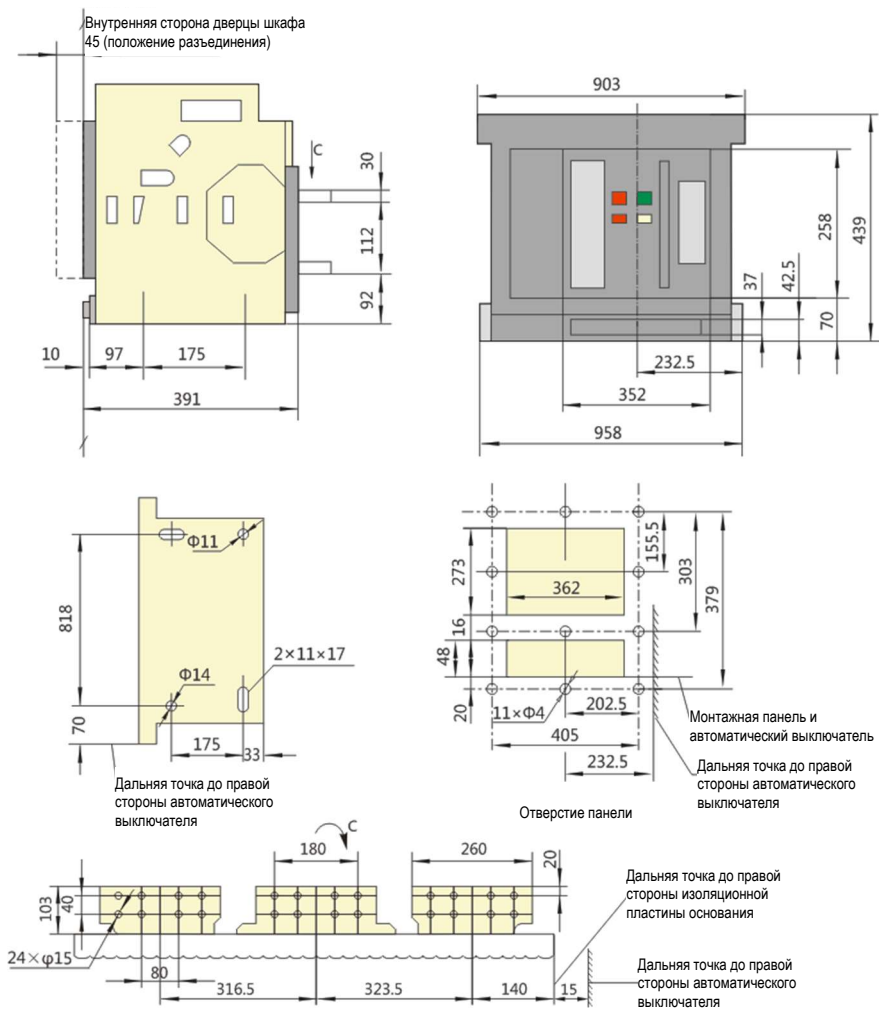 Внутренняя сторона дверцы шкафа
45 (положение разъединения)
C
30
112
92
10
97
175
391
903
258
439
37
42.5
70
232.5
352
958
Φ11
818
2×11×17
Φ14
70
175
33
Дальняя точка до правой
стороны автоматического
выключателя
273
362
155.5
303
379
16
48
20
11×Φ4
202.5
405
232.5
Монтажная панель и
автоматический выключатель
Дальняя точка до правой
стороны автоматического
выключателя
Отверстие панели
C
180
260
20
103
40
24×φ15
80
316.5
323.5
140
15
Дальняя точка до правой
стороны изоляционной
пластины основания
Дальняя точка до правой
стороны автоматического
выключателя